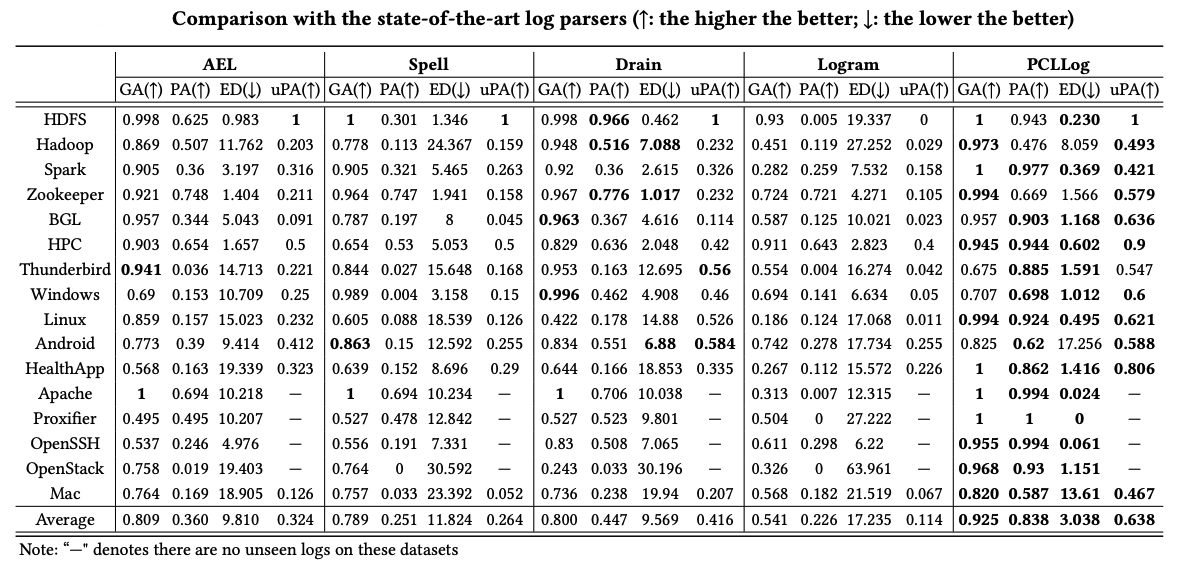 Comparison with the state-of-the-art log parsers (↑: the higher the better; ↓: the lower the better)
AEL Spell Drain Logram PCLLog
GA(↑) PA(↑) ED(↓) uPA(↑) GA(↑) PA(↑) ED(↓) uPA(↑) GA(↑) PA(↑) ED(↓) uPA(↑) GA(↑) PA(↑) ED(↓) uPA(↑) GA(↑) PA(↑) ED(↓) uPA(↑)
HDFS 0.998 0.625 0.983 1 1 0.301 1.346 1 0.998 0.966 0.462 1 0.93 0.005 19.337 0 1 0.943 0.230 1
Hadoop 0.869 0.507 11.762 0.203 0.778 0.113 24.367 0.159 0.948 0.516 7.088 0.232 0.451 0.119 27.252 0.029 0.973 0.476 8.059 0.493
Spark 0.905 0.36 3.197 0.316 0.905 0.321 5.465 0.263 0.92 0.36 2.615 0.326 0.282 0.259 7.532 0.158 1 0.977 0.369 0.421
Zookeeper 0.921 0.748 1.404 0.211 0.964 0.747 1.941 0.158 0.967 0.776 1.017 0.232 0.724 0.721 4.271 0.105 0.994 0.669 1.566 0.579
BGL 0.957 0.344 5.043 0.091 0.787 0.197 8 0.045 0.963 0.367 4.616 0.114 0.587 0.125 10.021 0.023 0.957 0.903 1.168 0.636
HPC 0.903 0.654 1.657 0.5 0.654 0.53 5.053 0.5 0.829 0.636 2.048 0.42 0.911 0.643 2.823 0.4 0.945 0.944 0.602 0.9
Thunderbird 0.941 0.036 14.713 0.221 0.844 0.027 15.648 0.168 0.953 0.163 12.695 0.56 0.554 0.004 16.274 0.042 0.675 0.885 1.591 0.547
Windows 0.69 0.153 10.709 0.25 0.989 0.004 3.158 0.15 0.996 0.462 4.908 0.46 0.694 0.141 6.634 0.05 0.707 0.698 1.012 0.6
Linux 0.859 0.157 15.023 0.232 0.605 0.088 18.539 0.126 0.422 0.178 14.88 0.526 0.186 0.124 17.068 0.011 0.994 0.924 0.495 0.621
Android 0.773 0.39 9.414 0.412 0.863 0.15 12.592 0.255 0.834 0.551 6.88 0.584 0.742 0.278 17.734 0.255 0.825 0.62 17.256 0.588
HealthApp 0.568 0.163 19.339 0.323 0.639 0.152 8.696 0.29 0.644 0.166 18.853 0.335 0.267 0.112 15.572 0.226 1 0.862 1.416 0.806
Apache 1 0.694 10.218 — 1 0.694 10.234 — 1 0.706 10.038 — 0.313 0.007 12.315 — 1 0.994 0.024 —
Proxifier 0.495 0.495 10.207 — 0.527 0.478 12.842 — 0.527 0.523 9.801 — 0.504 0 27.222 — 1 1 0 —
OpenSSH 0.537 0.246 4.976 — 0.556 0.191 7.331 — 0.83 0.508 7.065 — 0.611 0.298 6.22 — 0.955 0.994 0.061 —
OpenStack 0.758 0.019 19.403 — 0.764 0 30.592 — 0.243 0.033 30.196 — 0.326 0 63.961 — 0.968 0.93 1.151 —
Mac 0.764 0.169 18.905 0.126 0.757 0.033 23.392 0.052 0.736 0.238 19.94 0.207 0.568 0.182 21.519 0.067 0.820 0.587 13.61 0.467
Average 0.809 0.360 9.810 0.324 0.789 0.251 11.824 0.264 0.800 0.447 9.569 0.416 0.541 0.226 17.235 0.114 0.925 0.838 3.038 0.638
Note: “—" denotes there are no unseen logs on these datasets